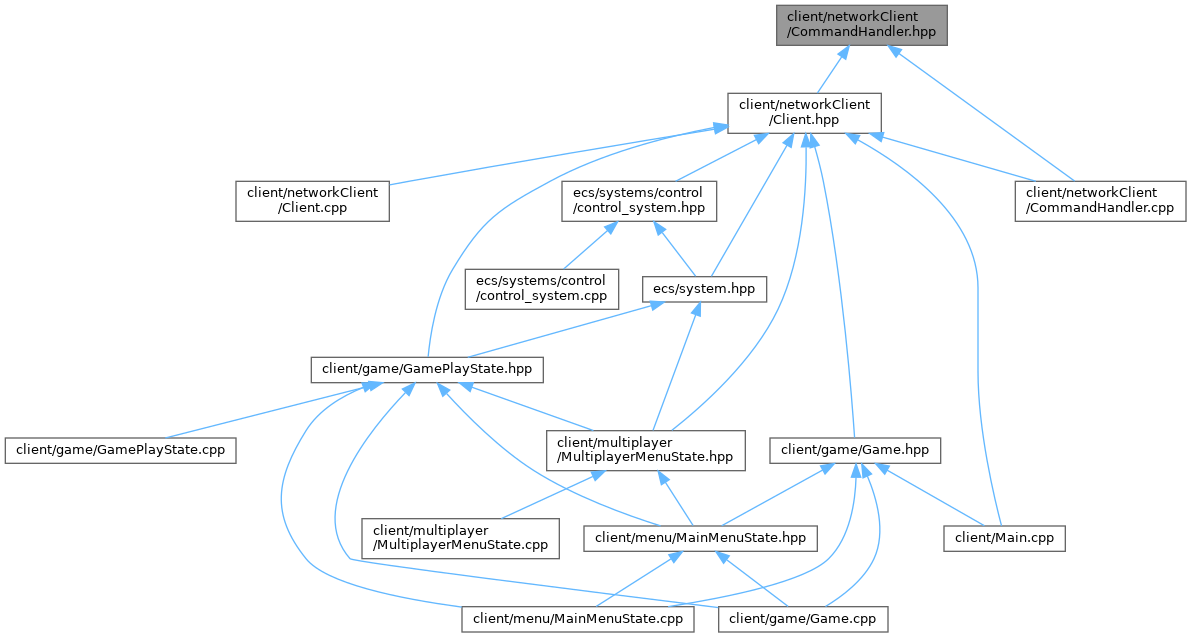 client/networkClient
/CommandHandler.hpp
client/networkClient
/Client.hpp
client/networkClient
/Client.cpp
ecs/systems/control
/control_system.hpp
client/networkClient
/CommandHandler.cpp
ecs/systems/control
/control_system.cpp
ecs/system.hpp
client/game/GamePlayState.hpp
client/game/GamePlayState.cpp
client/multiplayer
/MultiplayerMenuState.hpp
client/game/Game.hpp
client/multiplayer
/MultiplayerMenuState.cpp
client/menu/MainMenuState.hpp
client/Main.cpp
client/menu/MainMenuState.cpp
client/game/Game.cpp